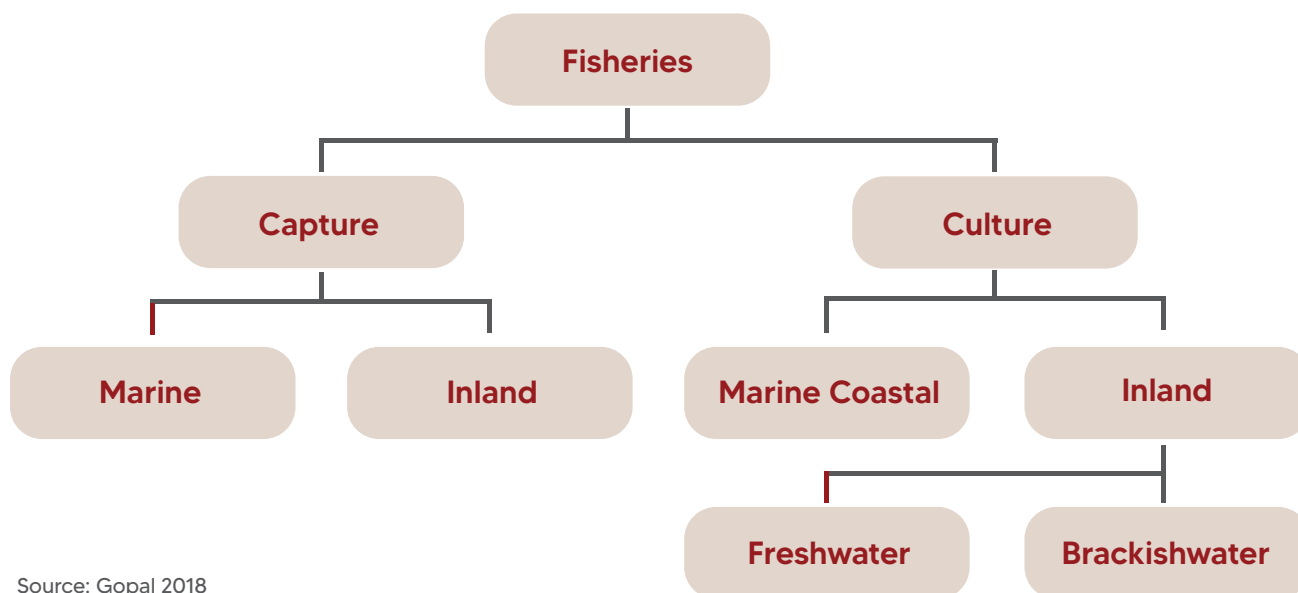 Fisheries
Capture
Culture
Marine
Inland
Marine Coastal
Inland
Freshwater
Brackishwater
Source: Gopal 2018